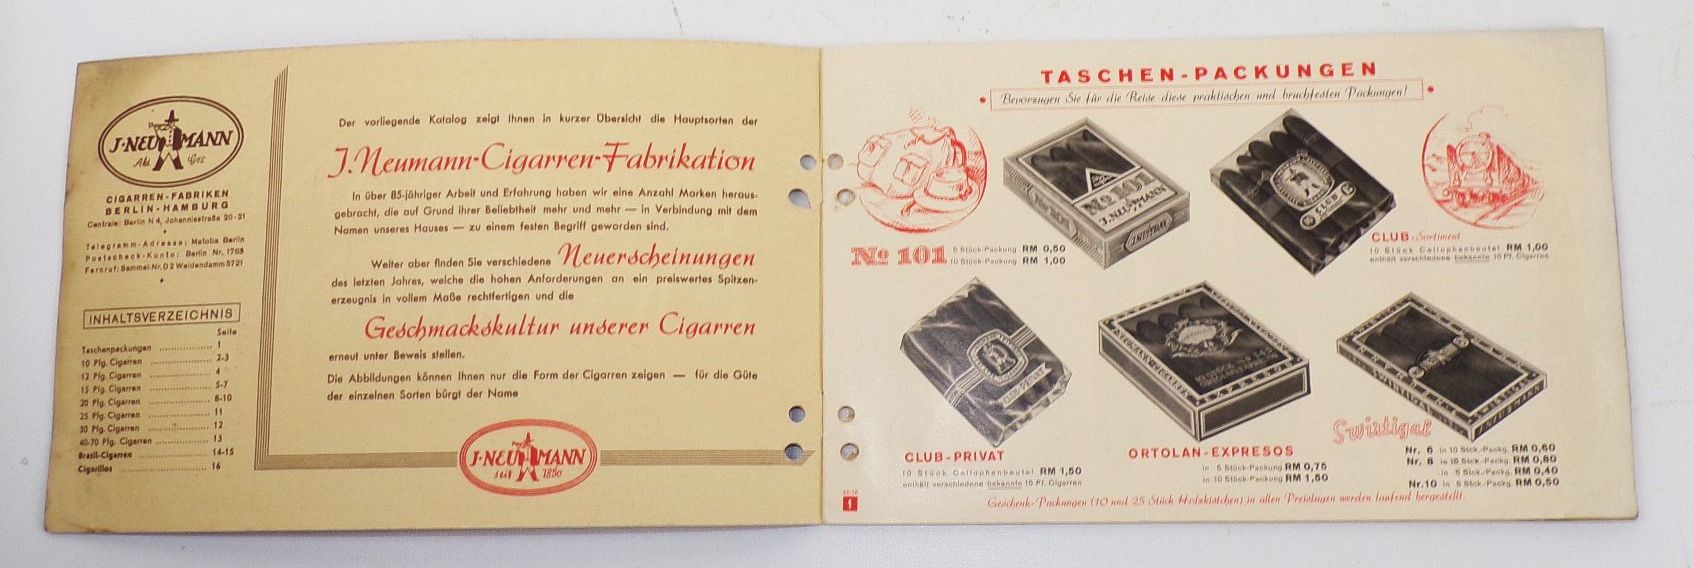 J. NEUMANN
Akt. Ges
CIGARREN-FABRIKEN
BERLIN-HAMBURG
Centrale: Berlin N 4, Johannisstraße 20-21
Telegramm-Adresse: Matoba Berlin
Postscheck-Konto: Berlin Nr. 1763
Fernruf: Sammel-Nr. D 2 Weidendamm 5721
INHALTSVERZEICHNIS
Seite
Taschenpackungen ................ 1
10 Pfg. Cigarren ................ 2-3
12 Pfg. Cigarren ................ 4
15 Pfg. Cigarren ................ 5-7
20 Pfg. Cigarren ................ 8-10
25 Pfg. Cigarren ................ 11
30 Pfg. Cigarren ................ 12
40-70 Pfg. Cigarren ................ 13
Brasil-Cigarren ................ 14-15
Cigarillos ................ 16
Der vorliegende Katalog zeigt Ihnen in kurzer Übersicht die Hauptsorten der
J. Neumann-Cigarren-Fabrikation
In über 85-jähriger Arbeit und Erfahrung haben wir eine Anzahl Marken heraus-
gebracht, die auf Grund ihrer Beliebtheit mehr und mehr — in Verbindung mit dem
Namen unseres Hauses — zu einem festen Begriff geworden sind.
Weiter aber finden Sie verschiedene Neuerscheinungen
des letzten Jahres, welche die hohen Anforderungen an ein preiswertes Spitzen-
erzeugnis in vollem Maße rechtfertigen und die
Geschmackskultur unserer Cigarren
erneut unter Beweis stellen.
Die Abbildungen können Ihnen nur die Form der Cigarren zeigen — für die Güte
der einzelnen Sorten bürgt der Name
J. NEUMANN
seit 1850
TASCHEN-PACKUNGEN
Bevorzugen Sie für die Reise diese praktischen und bruchfesten Packungen!
No 101
J. NEUMANN
No 101 5 Stück-Packung RM 0,50
10 Stück-Packung RM 1,00
CLUB
CLUB-Sortiment
10 Stück Cellophanbeutel RM 1,00
enthält verschiedene bekannte 10 Pf. Cigarren
CLUB-PRIVAT
CLUB-PRIVAT
10 Stück Cellophanbeutel RM 1,50
enthält verschiedene bekannte 15 Pf. Cigarren
ORTOLAN-EXPRESOS
in 5 Stück-Packung RM 0,75
in 10 Stück-Packung RM 1,50
Swirtigal
Nr. 6 in 10 Stck.-Packg. RM 0,60
Nr. 8 in 10 Stck.-Packg. RM 0,80
in 5 Stck.-Packg. RM 0,40
Nr. 10 in 5 Stck.-Packg. RM 0,50
1
Geschenk-Packungen (10 und 25 Stück Holzkistchen) in allen Preislagen werden laufend hergestellt.